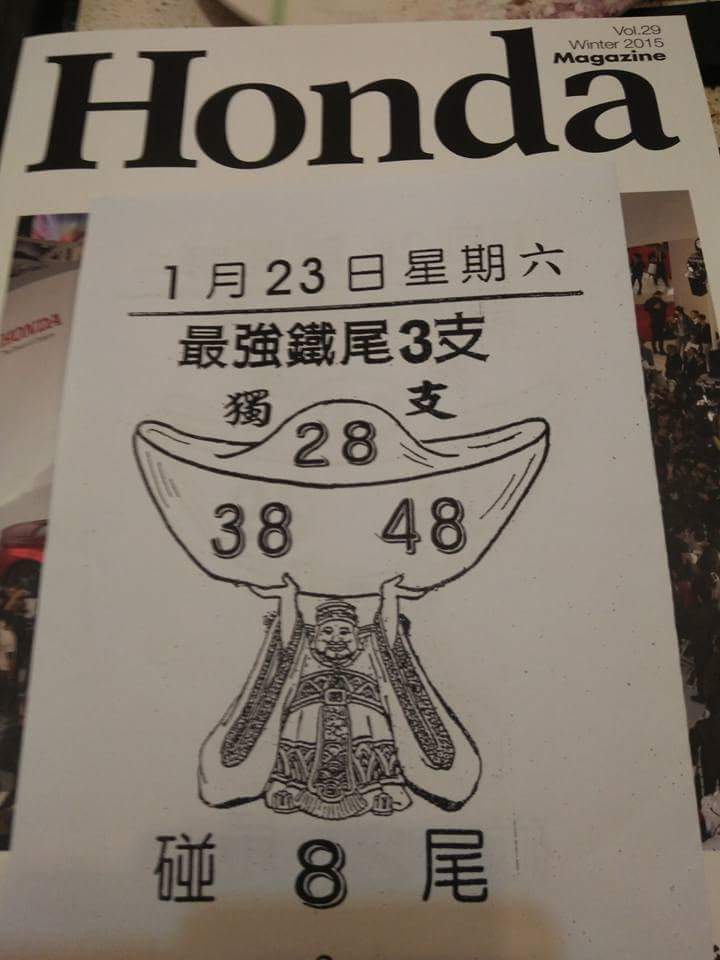 Vol.29
Winter 2015
Magazine
Honda
HONDA
1月23日星期六
最強鐵尾3支
獨 支
28
38 48
碰 8 尾